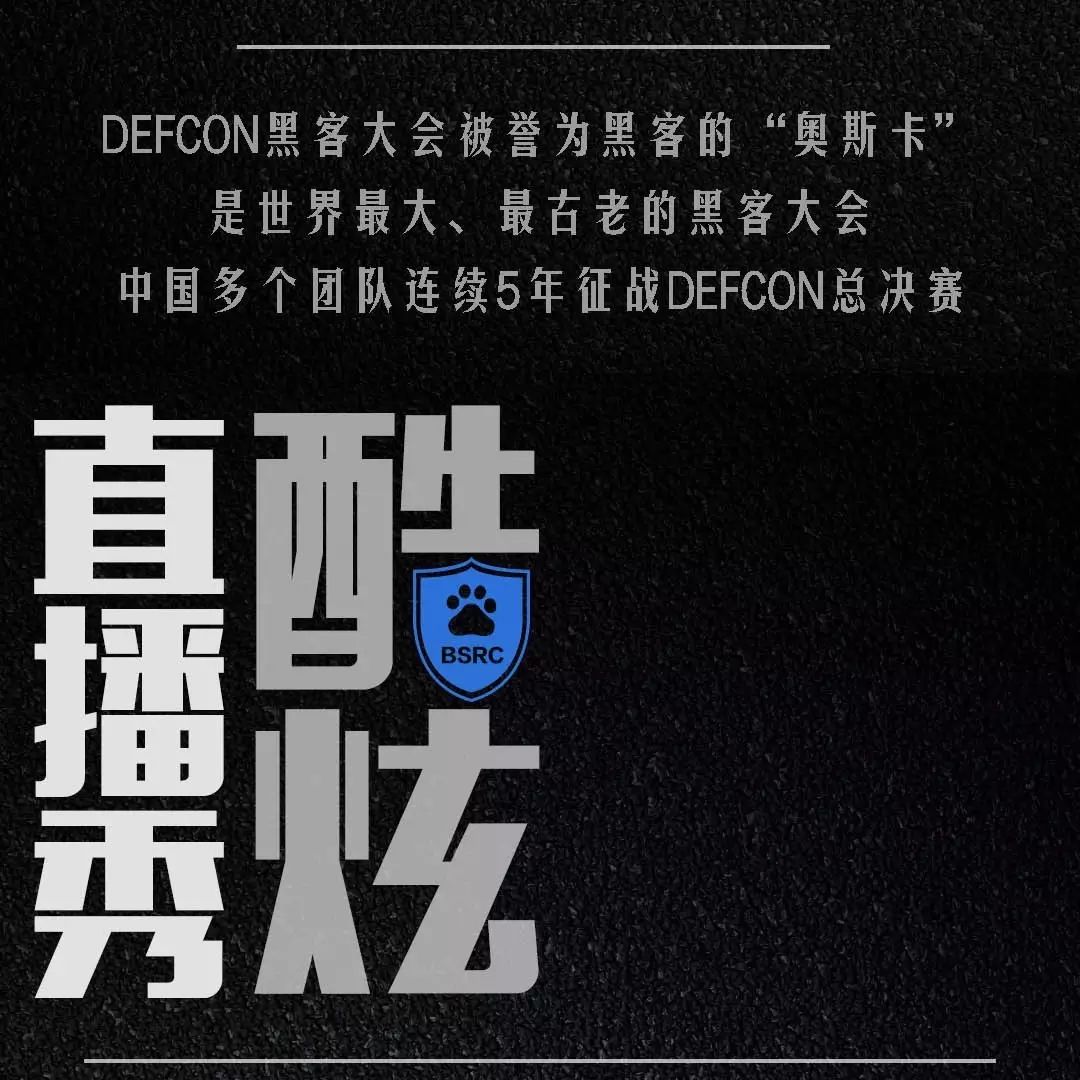 DEFCON黑客大会被誉为黑客的“奥斯卡”
是世界最大、最古老的黑客大会
中国多个团队连续5年征战DEFCON总决赛
酷炫
BSRC
直播秀